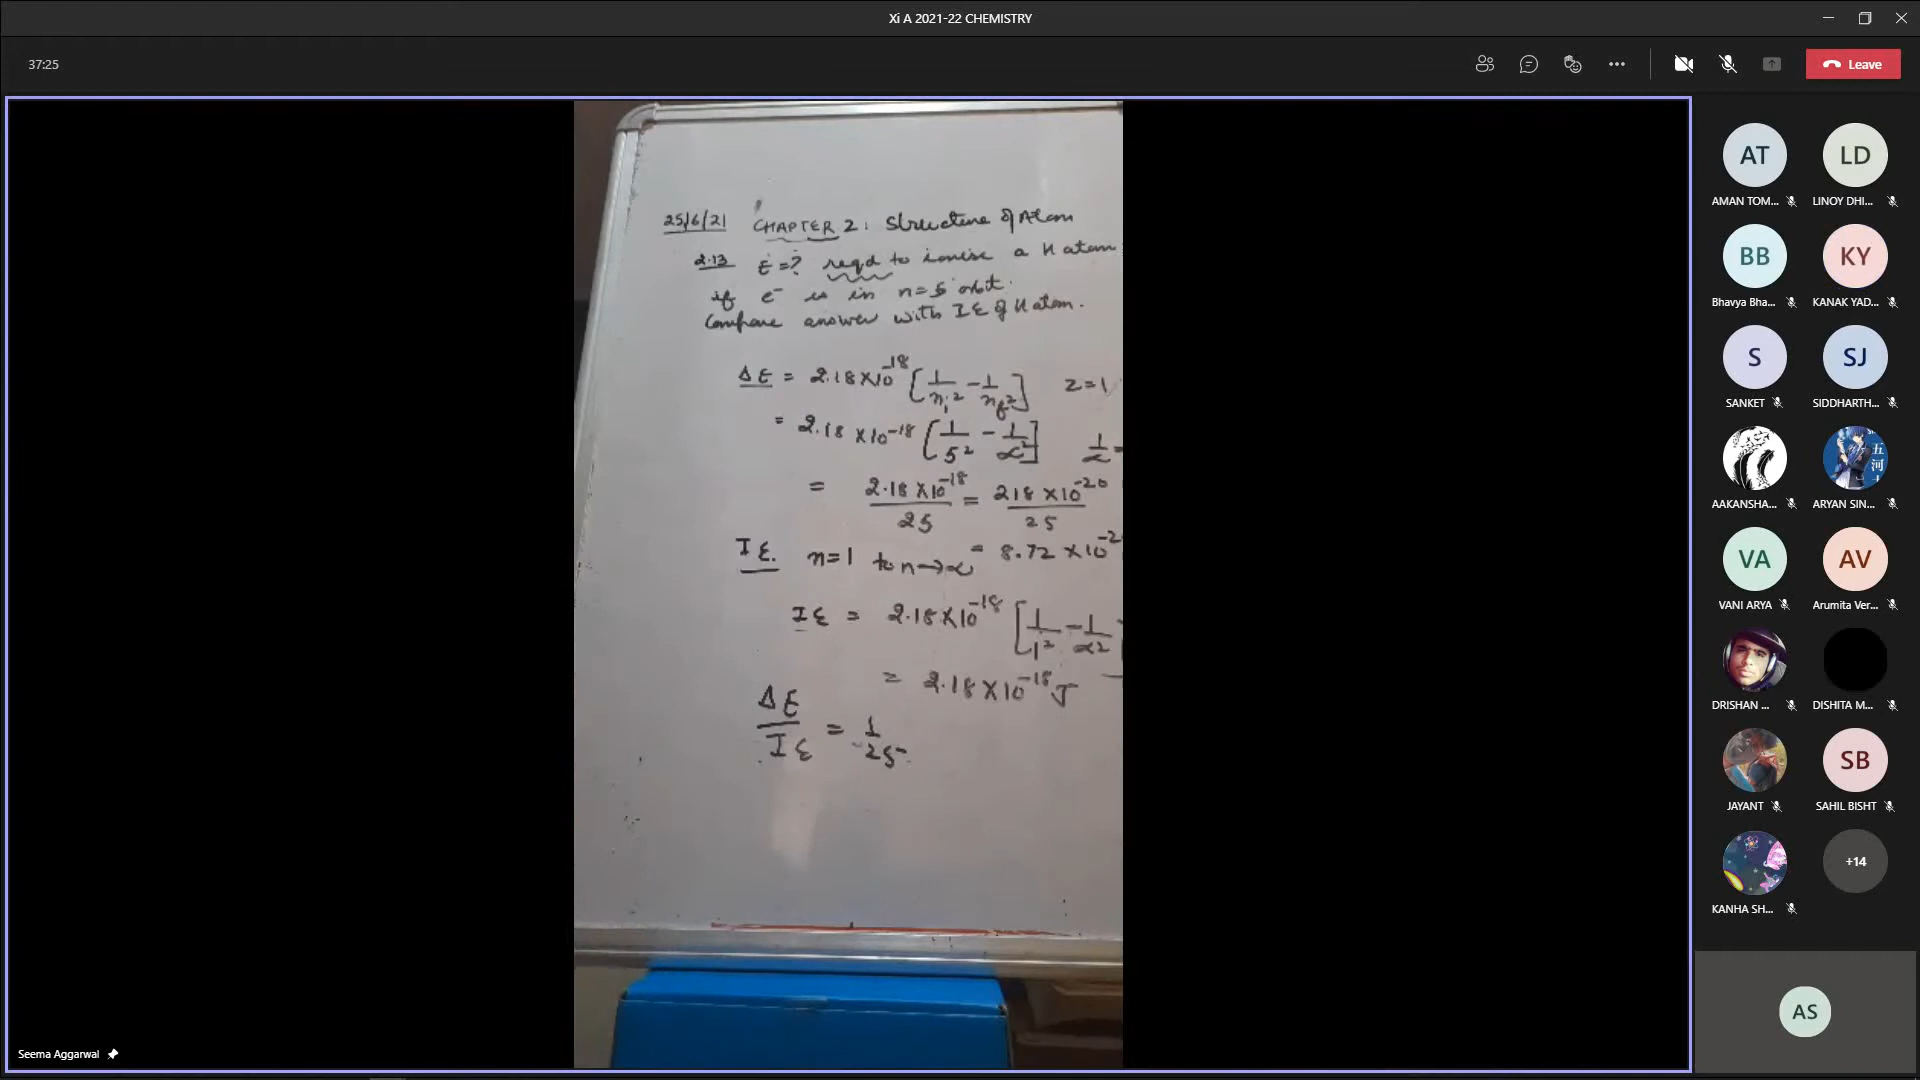 Xi A 2021-22 CHEMISTRY
37:25
Leave
25/6/21 CHAPTER 2: Structure of Atom
2.13 E=? reqd to ionise a H atom
if e⁻ is in n=5 orbit.
Compare answer with IE of H atom.
ΔE = 2.18×10⁻¹⁸ [1/nᵢ² - 1/n_f²] Z=1
= 2.18×10⁻¹⁸ [1/5² - 1/∞²] 1/∞ =
= 2.18×10⁻¹⁸/25 = 218×10⁻²⁰/25
IE. n=1 to n→∞ = 8.72×10⁻²
IE = 2.18×10⁻¹⁸ [1/1² - 1/∞²
= 2.18×10⁻¹⁸ J
ΔE/IE = 1/25
Seema Aggarwal
AT LD
AMAN TOM... LINOY DHI...
BB KY
Bhavya Bha... KANAK YAD...
S SJ
SANKET SIDDHARTH...
五河
AAKANSHA... ARYAN SIN...
VA AV
VANI ARYA Arumita Ver...
DRISHAN ... DISHITA M...
SB
JAYANT SAHIL BISHT
+14
KANHA SH...
AS